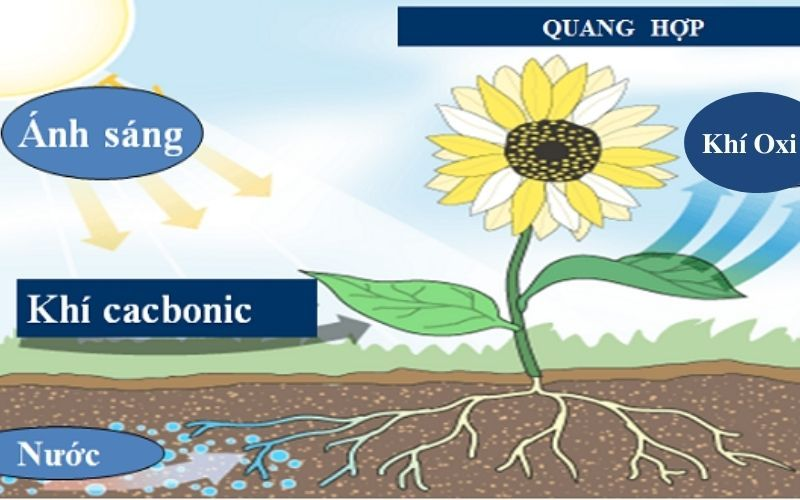 QUANG HỢP
Ánh sáng
Khí Oxi
Khí cacbonic
Nước